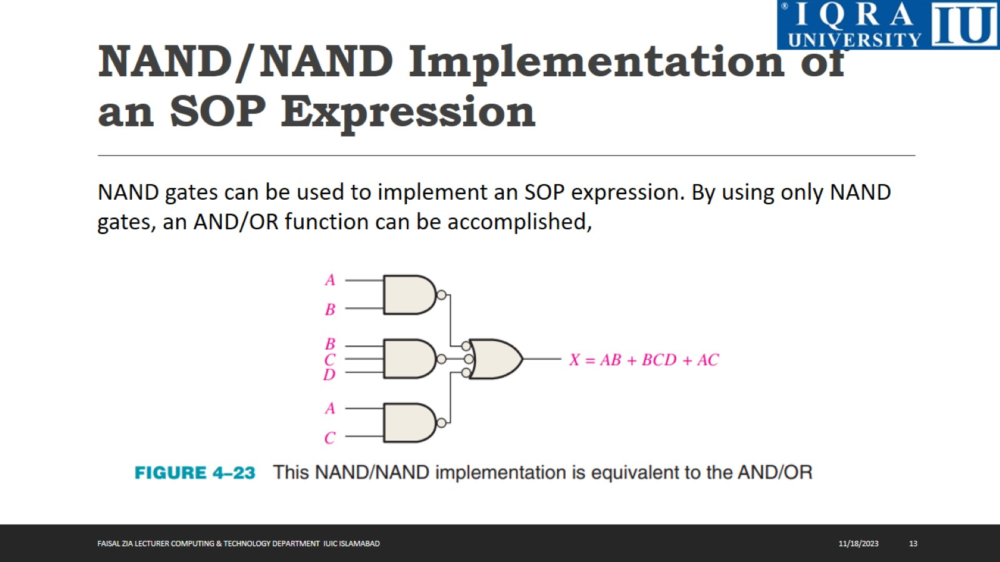 ® IQRA
UNIVERSITY IU
NAND/NAND Implementation of
an SOP Expression
NAND gates can be used to implement an SOP expression. By using only NAND
gates, an AND/OR function can be accomplished,
A
B
B
C
D
X = AB + BCD + AC
A
C
FIGURE 4–23 This NAND/NAND implementation is equivalent to the AND/OR
FAISAL ZIA LECTURER COMPUTING & TECHNOLOGY DEPARTMENT IUIC ISLAMABAD 11/18/2023 13